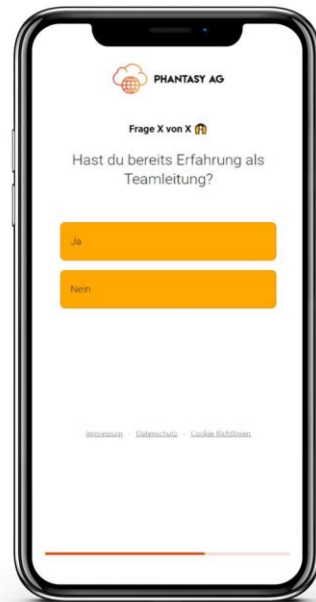 PHANTASY AG
Frage X von X 🙌
Hast du bereits Erfahrung als
Teamleitung?
Ja
Nein
Impressum - Datenschutz - Cookie Richtlinien